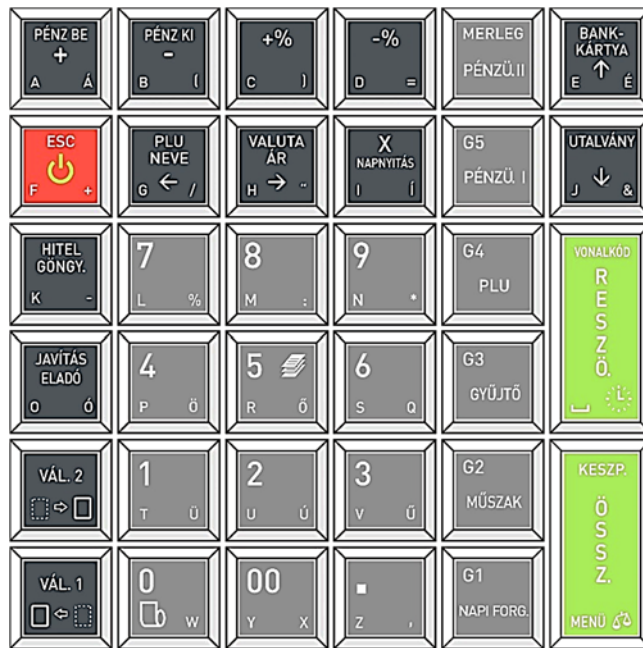 PÉNZ BE
+
A Á
PÉNZ KI
-
B (
+%
C )
-%
D =
MERLEG
PÉNZÜ.II
BANK-
KÁRTYA
↑
E É
ESC
F +
PLU
NEVE
G ← /
VALUTA
ÁR
H → ¨
X
NAPNYITÁS
I Í
G5
PÉNZÜ. I
UTALVÁNY
J ↓ &
HITEL
GÖNGY.
K -
7
L %
8
M :
9
N *
G4
PLU
VONALKÓD
R
E
S
Z
Ö.
L
JAVÍTÁS
ELADÓ
O Ó
4
P Ö
5
R Ő
6
S Q
G3
GYŰJTŐ
VÁL. 2
⇨
1
T Ü
2
U Ú
3
V Ű
G2
MŰSZAK
KESZP.
Ö
S
S
Z.
MENÜ
VÁL. 1
⇦
0
W
00
Y X
.
Z ,
G1
NAPI FORG.